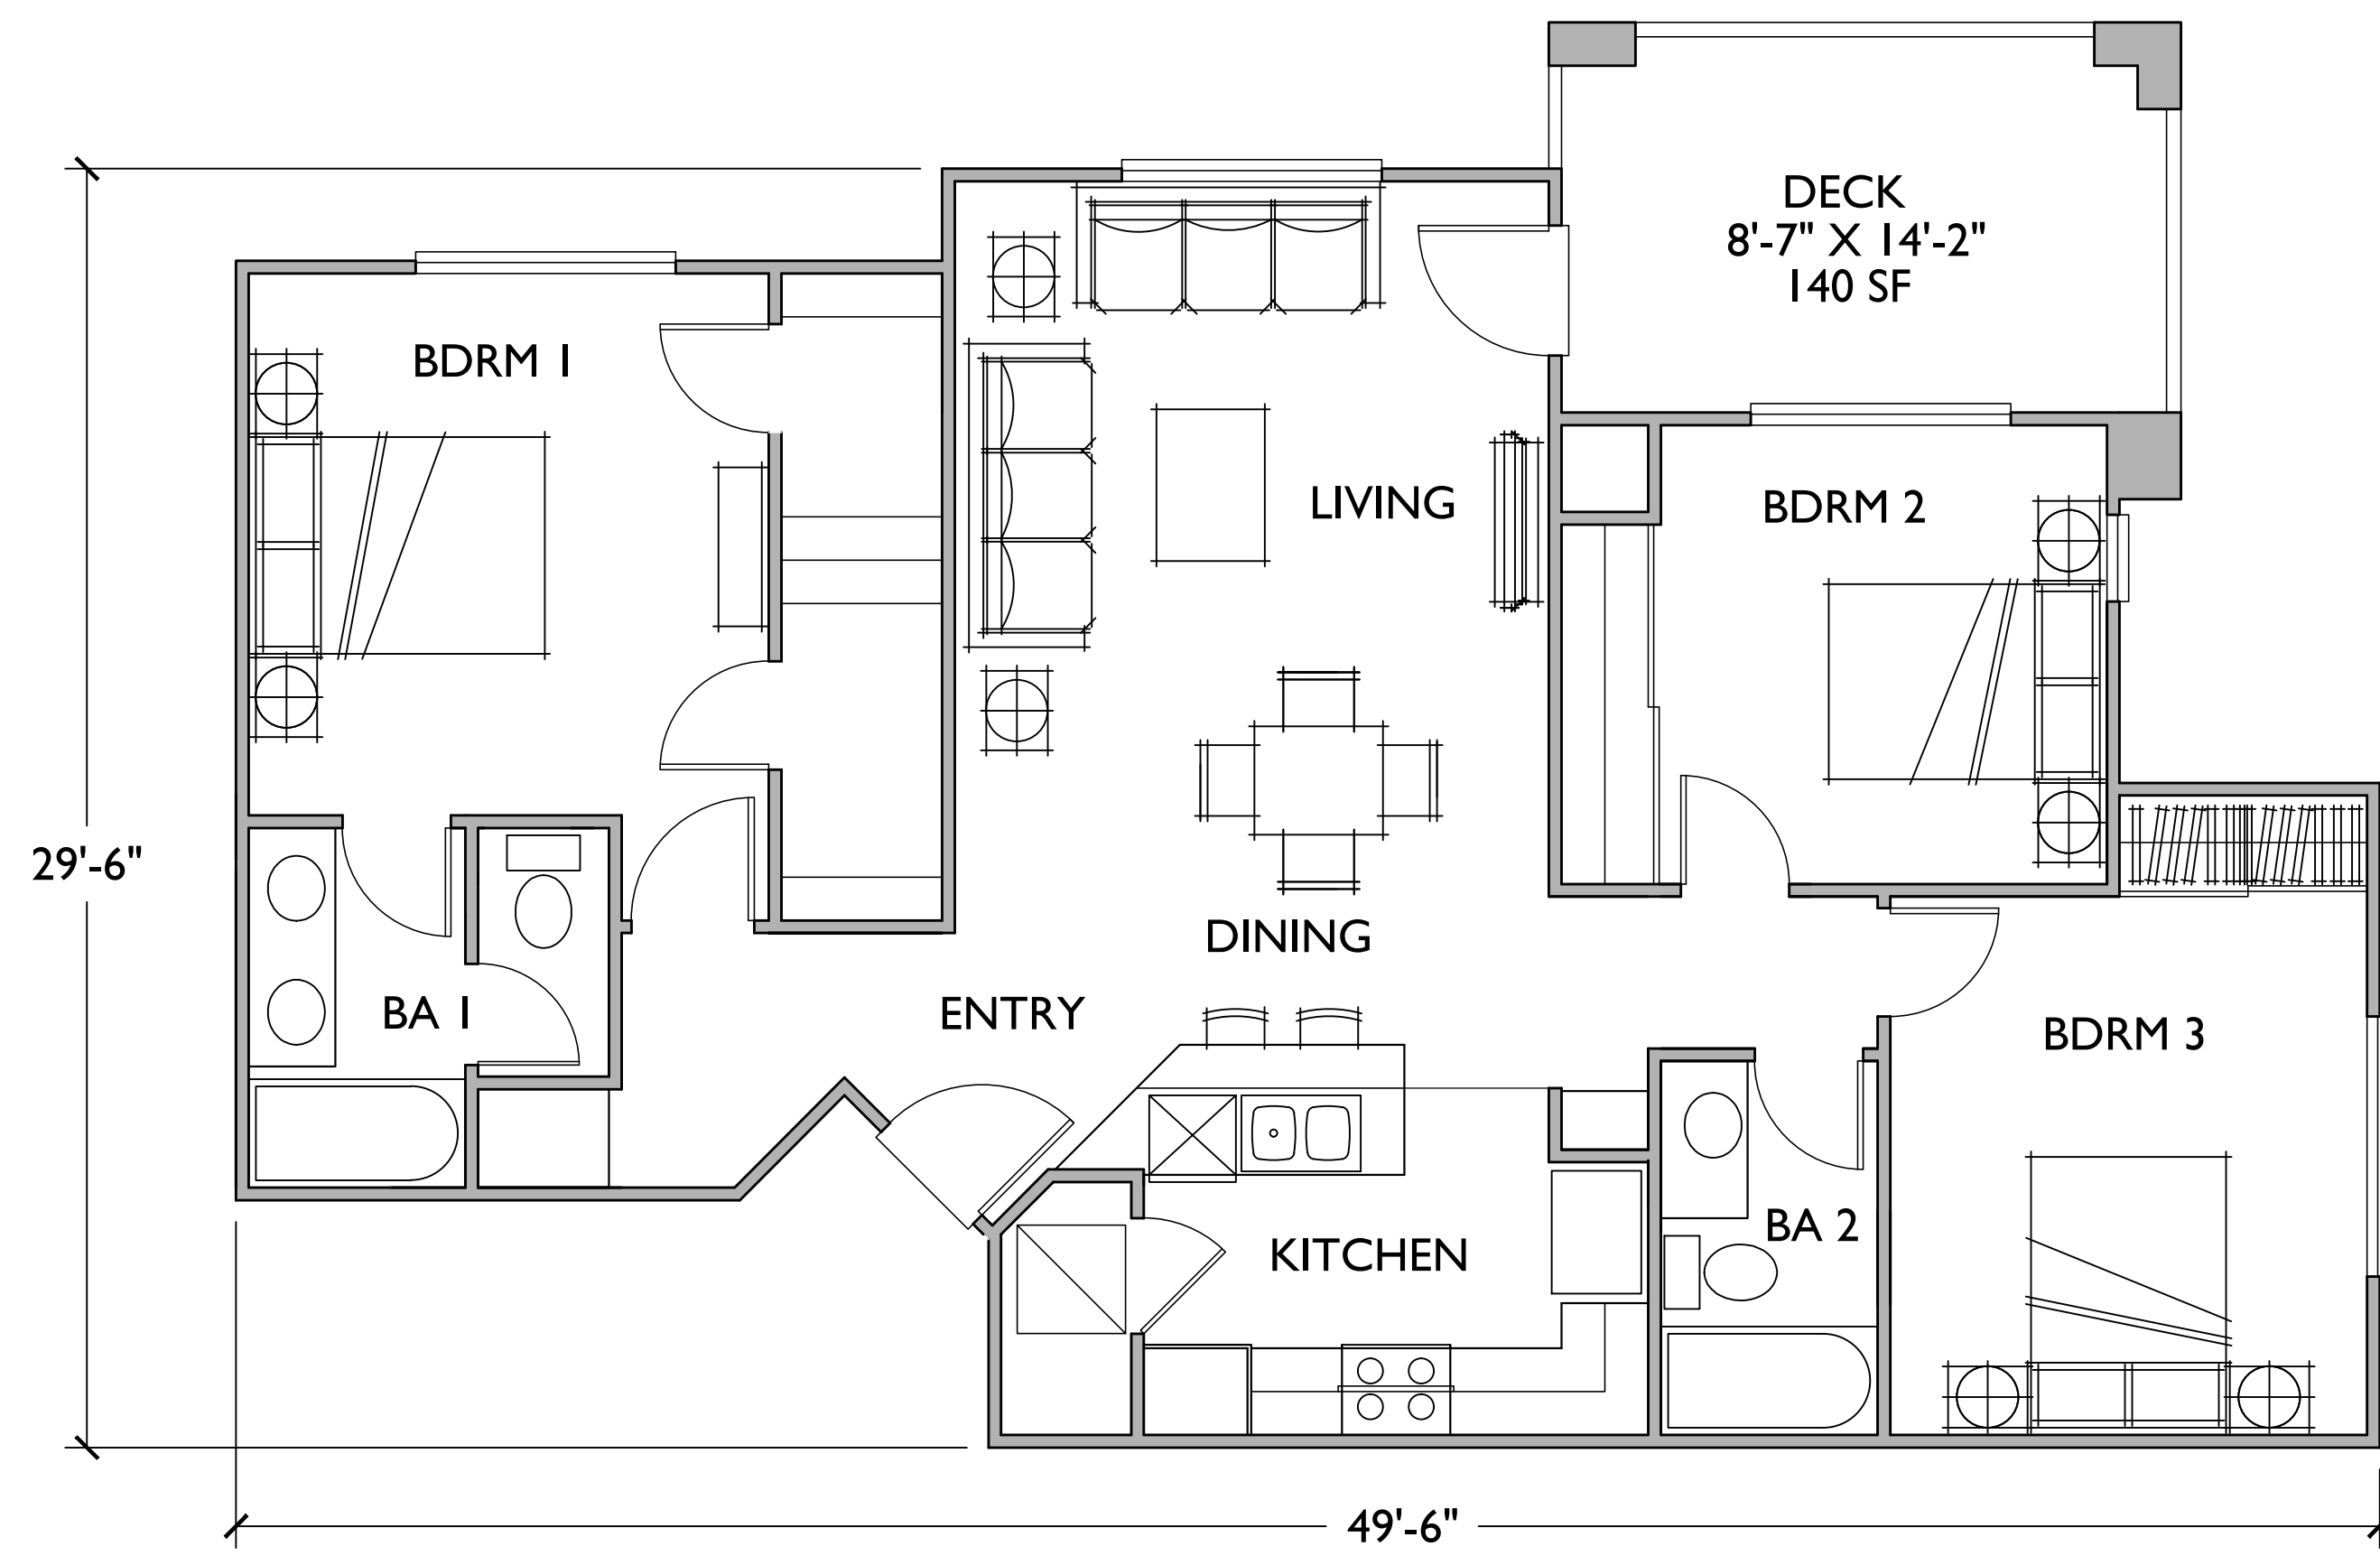 DECK
8'-7" X 14'-2"
140 SF
BDRM 1
LIVING
BDRM 2
29'-6"
DINING
BA 1
ENTRY
BDRM 3
BA 2
KITCHEN
49'-6"